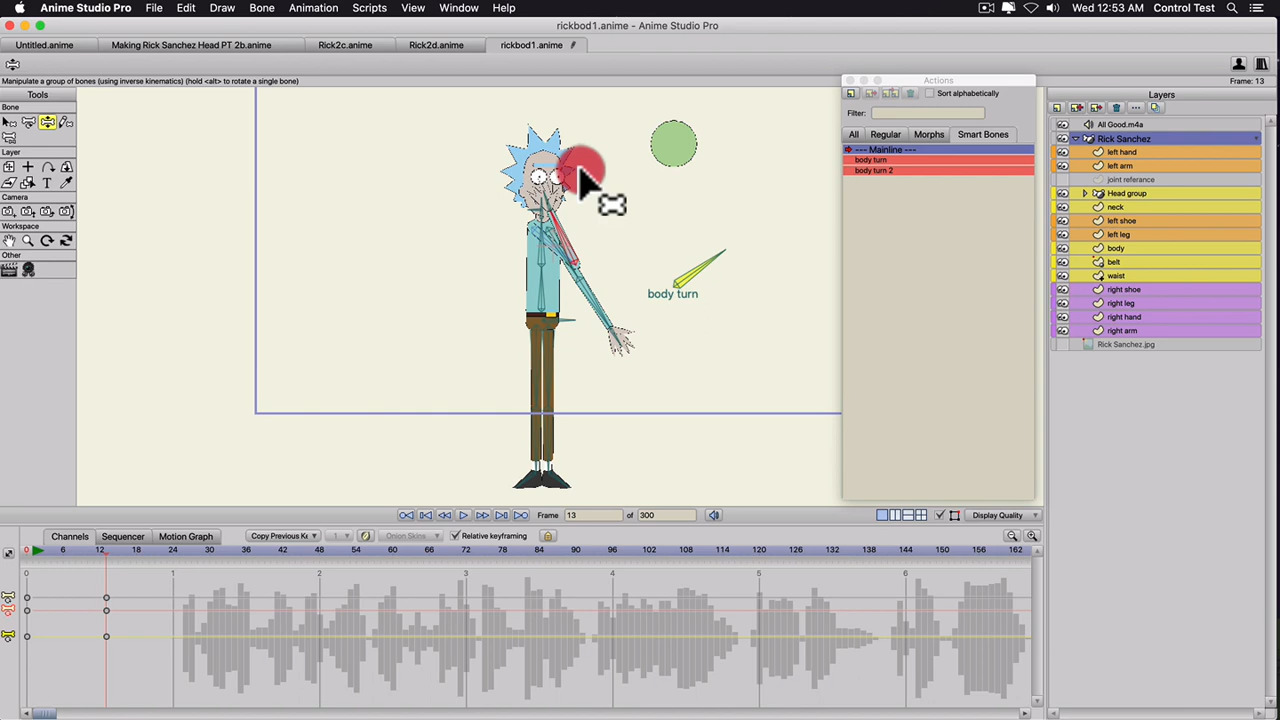 Anime Studio Pro File Edit Draw Bone Animation Scripts View Window Help Wed 12:53 AM Control Test
rickbod1.anime - Anime Studio Pro
Untitled.anime Making Rick Sanchez Head PT 2b.anime Rick2c.anime Rick2d.anime rickbod1.anime
Manipulate a group of bones (using inverse kinematics) (hold <alt> to rotate a single bone) Frame: 13
Tools
Bone
Layer
Camera
Workspace
Other
body turn
Actions
Sort alphabetically
Filter:
All Regular Morphs Smart Bones
--- Mainline ---
body turn
body turn 2
Layers
All Good.m4a
Rick Sanchez
left hand
left arm
joint referance
Head group
neck
left shoe
left leg
body
belt
waist
right shoe
right leg
right hand
right arm
Rick Sanchez.jpg
Frame 13 of 300 Display Quality
Channels Sequencer Motion Graph Copy Previous Ke 1 Onion Skins Relative keyframing
0 6 12 18 24 30 36 42 48 54 60 66 72 78 84 90 96 102 108 114 120 126 132 138 144 150 156 162
0 1 2 3 4 5 6